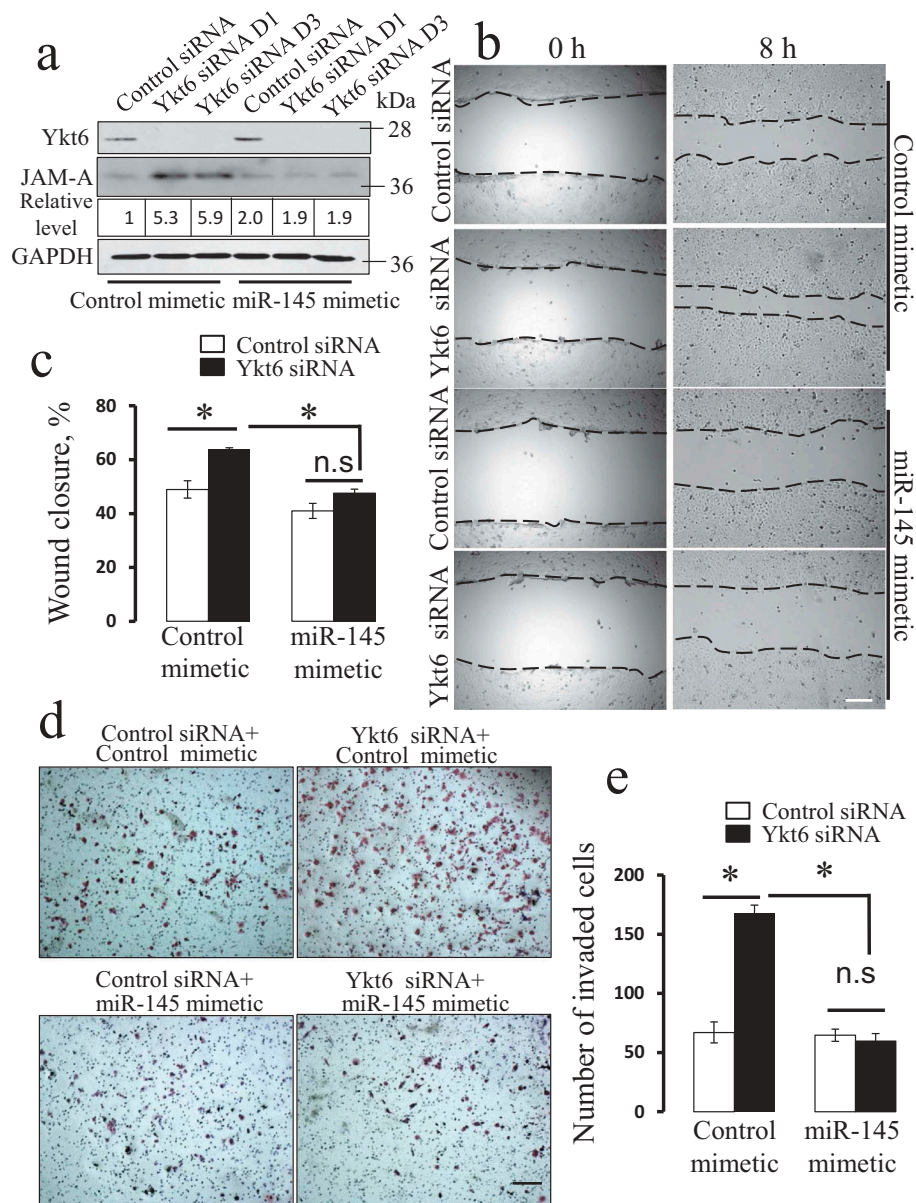 a
Control siRNA
Ykt6 siRNA D1
Ykt6 siRNA D3
Control siRNA
Ykt6 siRNA D1
Ykt6 siRNA D3
kDa
Ykt6
28
JAM-A
36
Relative level
1 5.3 5.9 2.0 1.9 1.9
GAPDH
36
Control mimetic miR-145 mimetic
b
0 h 8 h
Control siRNA
Ykt6 siRNA
Control siRNA
Ykt6 siRNA
Control mimetic
miR-145 mimetic
c
Control siRNA
Ykt6 siRNA
Wound closure, %
80
60
40
20
0
* *
n.s
Control mimetic
miR-145 mimetic
d
Control siRNA+
Control mimetic
Ykt6 siRNA+
Control mimetic
Control siRNA+
miR-145 mimetic
Ykt6 siRNA+
miR-145 mimetic
e
Control siRNA
Ykt6 siRNA
Number of invaded cells
200
150
100
50
0
* *
n.s
Control mimetic
miR-145 mimetic